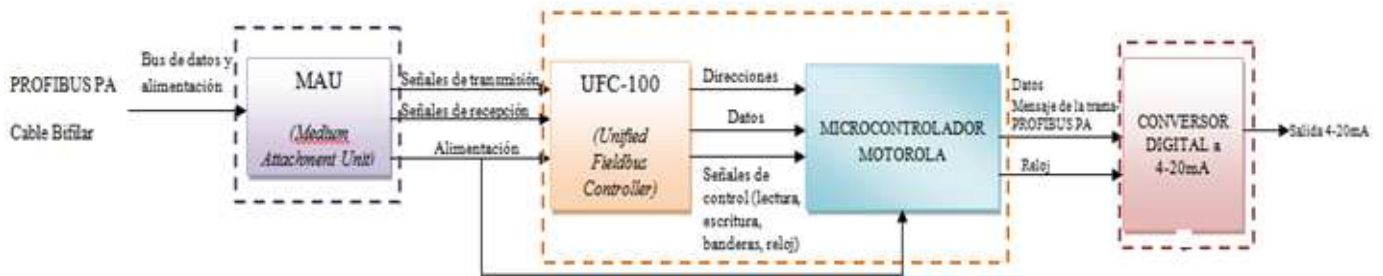 PROFIBUS PA
Cable Bifilar
Bus de datos y
alimentación
MAU
(Medium
Attachment Unit)
Señales de transmisión
Señales de recepción
Alimentación
UFC-100
(Unified
Fieldbus
Controller)
Direcciones
Datos
Señales de
control (lectura,
escritura,
banderas, reloj)
MICROCONTROLADOR
MOTOROLA
Datos
Mensaje de la trama
PROFIBUS PA
Reloj
CONVERSOR
DIGITAL a
4-20mA
Salida 4-20mA